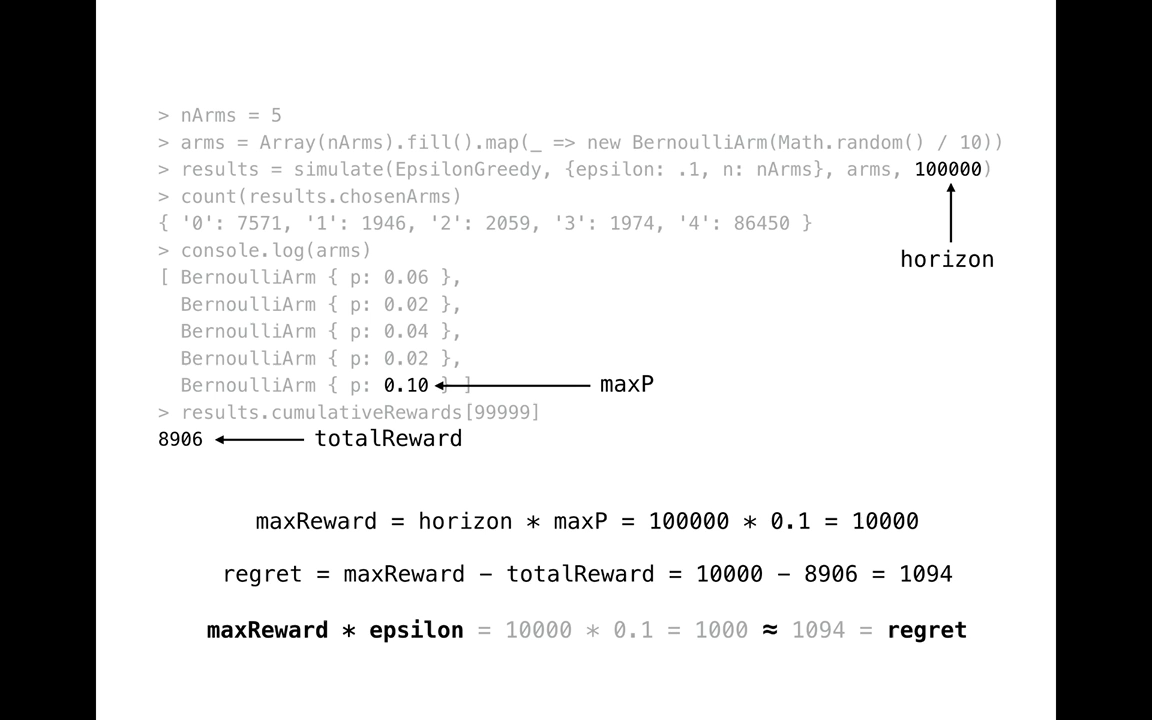 > nArms = 5
> arms = Array(nArms).fill().map(_ => new BernoulliArm(Math.random() / 10))
> results = simulate(EpsilonGreedy, {epsilon: .1, n: nArms}, arms, 100000)
> count(results.chosenArms)
{ '0': 7571, '1': 1946, '2': 2059, '3': 1974, '4': 86450 }
> console.log(arms)
horizon
[ BernoulliArm { p: 0.06 },
BernoulliArm { p: 0.02 },
BernoulliArm { p: 0.04 },
BernoulliArm { p: 0.02 },
BernoulliArm { p: 0.10 } ] maxP
> results.cumulativeRewards[99999]
8906 totalReward
maxReward = horizon * maxP = 100000 * 0.1 = 10000
regret = maxReward − totalReward = 10000 − 8906 = 1094
maxReward * epsilon = 10000 * 0.1 = 1000 ≈ 1094 = regret